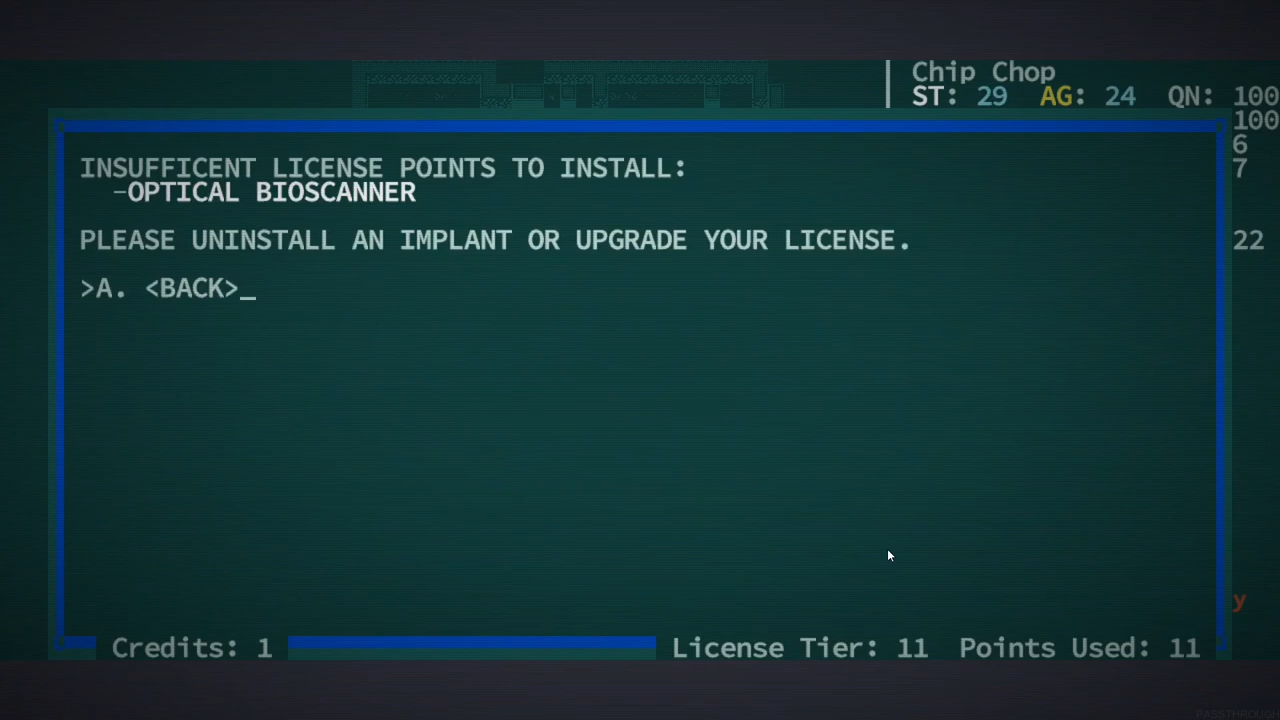 Chip Chop
ST: 29 AG: 24 QN: 100
100
6
7
INSUFFICENT LICENSE POINTS TO INSTALL:
-OPTICAL BIOSCANNER
PLEASE UNINSTALL AN IMPLANT OR UPGRADE YOUR LICENSE.
22
>A. <BACK>_
y
Credits: 1
License Tier: 11 Points Used: 11